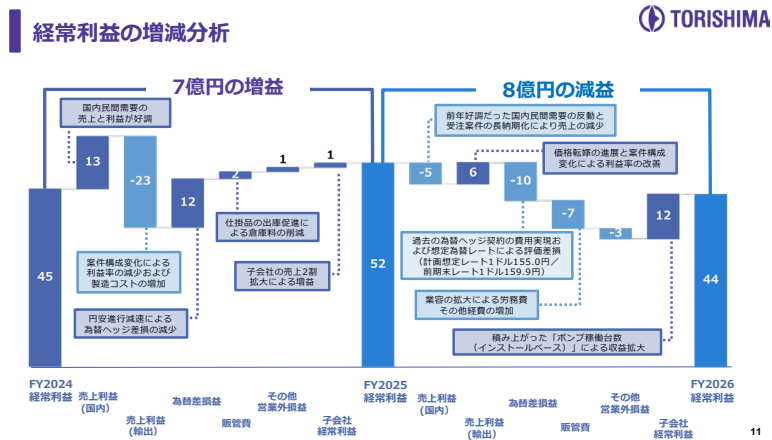 経常利益の増減分析
TORISHIMA
7億円の増益
8億円の減益
国内民間需要の
売上と利益が好調
前年好調だった国内民間需要の反動と
受注案件の長納期化により売上の減少
価格転嫁の進展と案件構成
変化による利益率の改善
45
13
-23
12
2
1
1
52
-5
6
-10
-7
-3
12
44
仕掛品の出庫促進に
よる倉庫料の削減
案件構成変化による
利益率の減少および
製造コストの増加
子会社の売上2割
拡大による増益
円安進行減速による
為替ヘッジ差損の減少
過去の為替ヘッジ契約の費用実現お
よび想定為替レートによる評価差損
(計画想定レート1ドル155.0円/
前期末レート1ドル159.9円)
業容の拡大による労務費
その他経費の増加
積み上がった「ポンプ稼働台数
(インストールベース)」による収益拡大
FY2024
経常利益
売上利益
(国内)
売上利益
(輸出)
為替差損益
販管費
その他
営業外損益
子会社
経常利益
FY2025
経常利益
売上利益
(国内)
売上利益
(輸出)
為替差損益
販管費
その他
営業外損益
子会社
経常利益
FY2026
経常利益
11